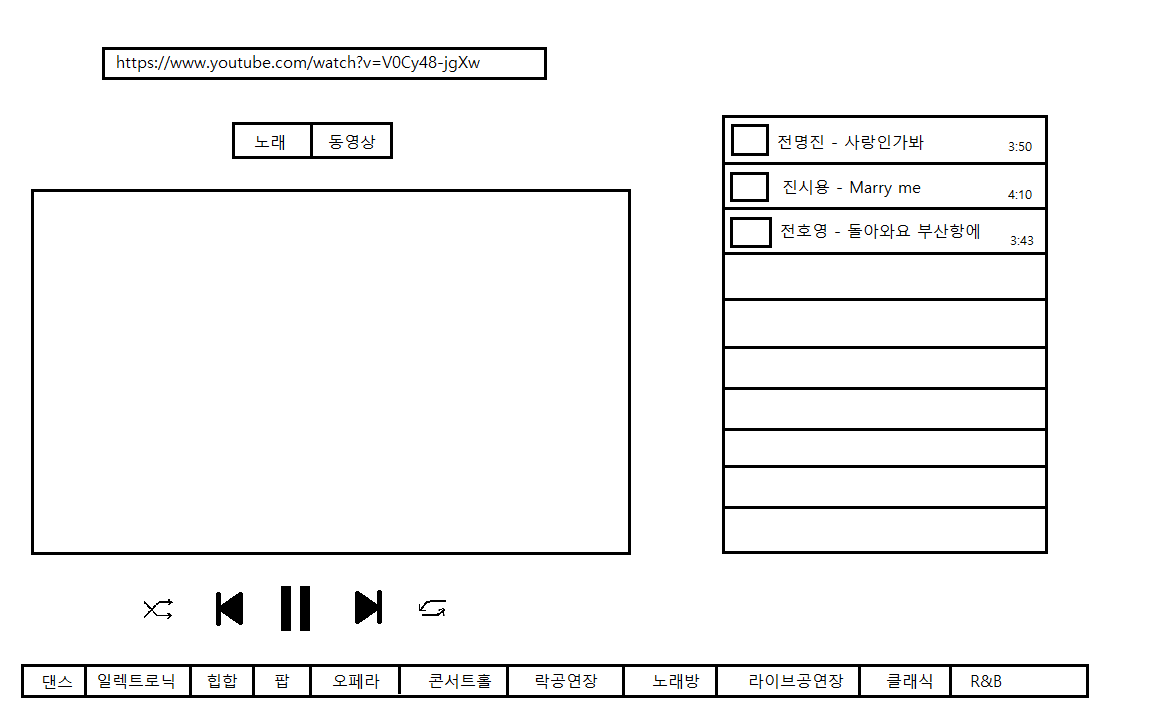 https://www.youtube.com/watch?v=V0Cy48-jgXw
노래 동영상
전명진 - 사랑인가봐 3:50
진시용 - Marry me 4:10
전호영 - 돌아와요 부산항에 3:43
댄스 일렉트로닉 힙합 팝 오페라 콘서트홀 락공연장 노래방 라이브공연장 클래식 R&B